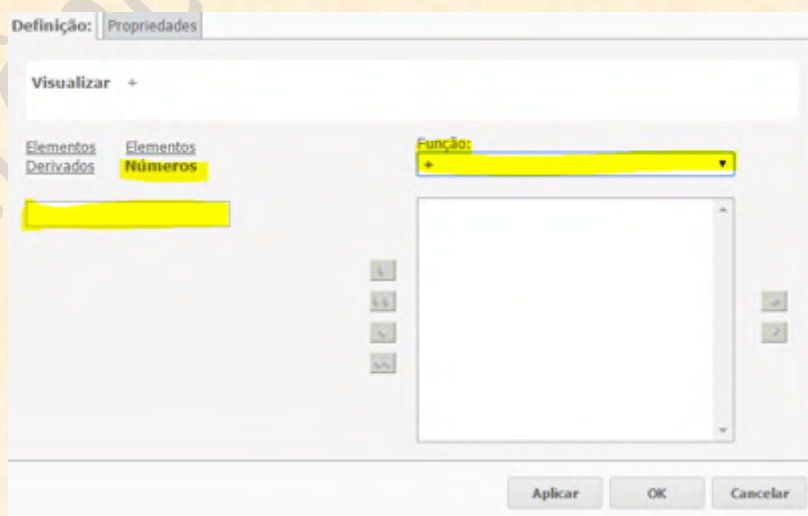 Definição: Propriedades
Visualizar +
Elementos Elementos
Derivados Números
Função:
+
Aplicar OK Cancelar